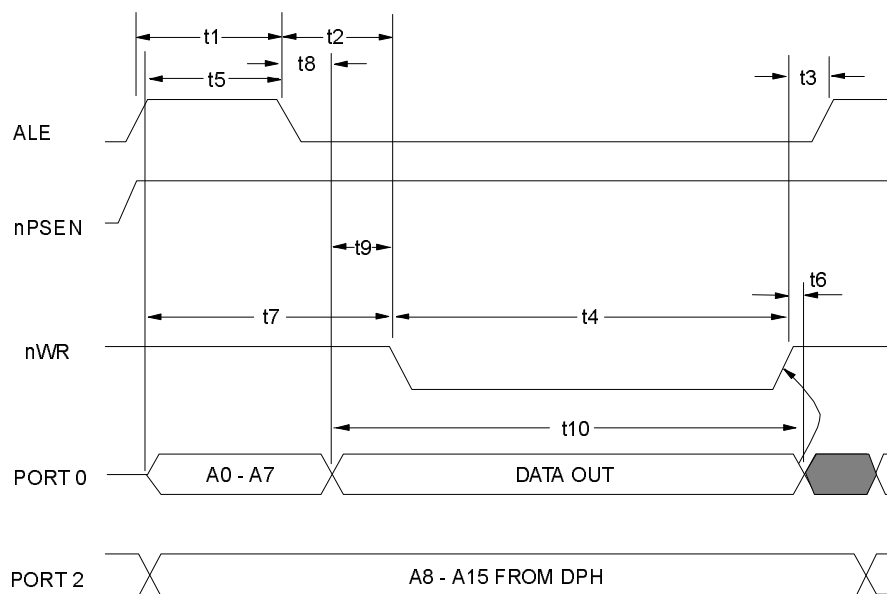 t1
t2
t8
t3
t5
ALE
nPSEN
t9
t6
t7
t4
nWR
t10
PORT 0
A0 - A7
DATA OUT
PORT 2
A8 - A15 FROM DPH